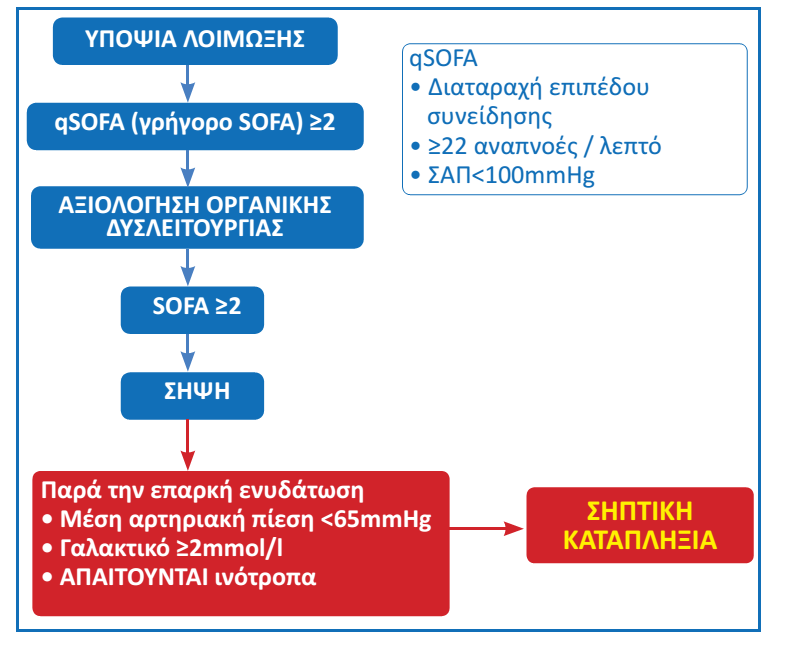 ΥΠΟΨΙΑ ΛΟΙΜΩΞΗΣ
qSOFA (γρήγορο SOFA) ≥2
ΑΞΙΟΛΟΓΗΣΗ ΟΡΓΑΝΙΚΗΣ
ΔΥΣΛΕΙΤΟΥΡΓΙΑΣ
SOFA ≥2
ΣΗΨΗ
Παρά την επαρκή ενυδάτωση
• Μέση αρτηριακή πίεση <65mmHg
• Γαλακτικό ≥2mmol/l
• ΑΠΑΙΤΟΥΝΤΑΙ ινότροπα
ΣΗΠΤΙΚΗ
ΚΑΤΑΠΛΗΞΙΑ
qSOFA
• Διαταραχή επιπέδου
συνείδησης
• ≥22 αναπνοές / λεπτό
• ΣΑΠ<100mmHg